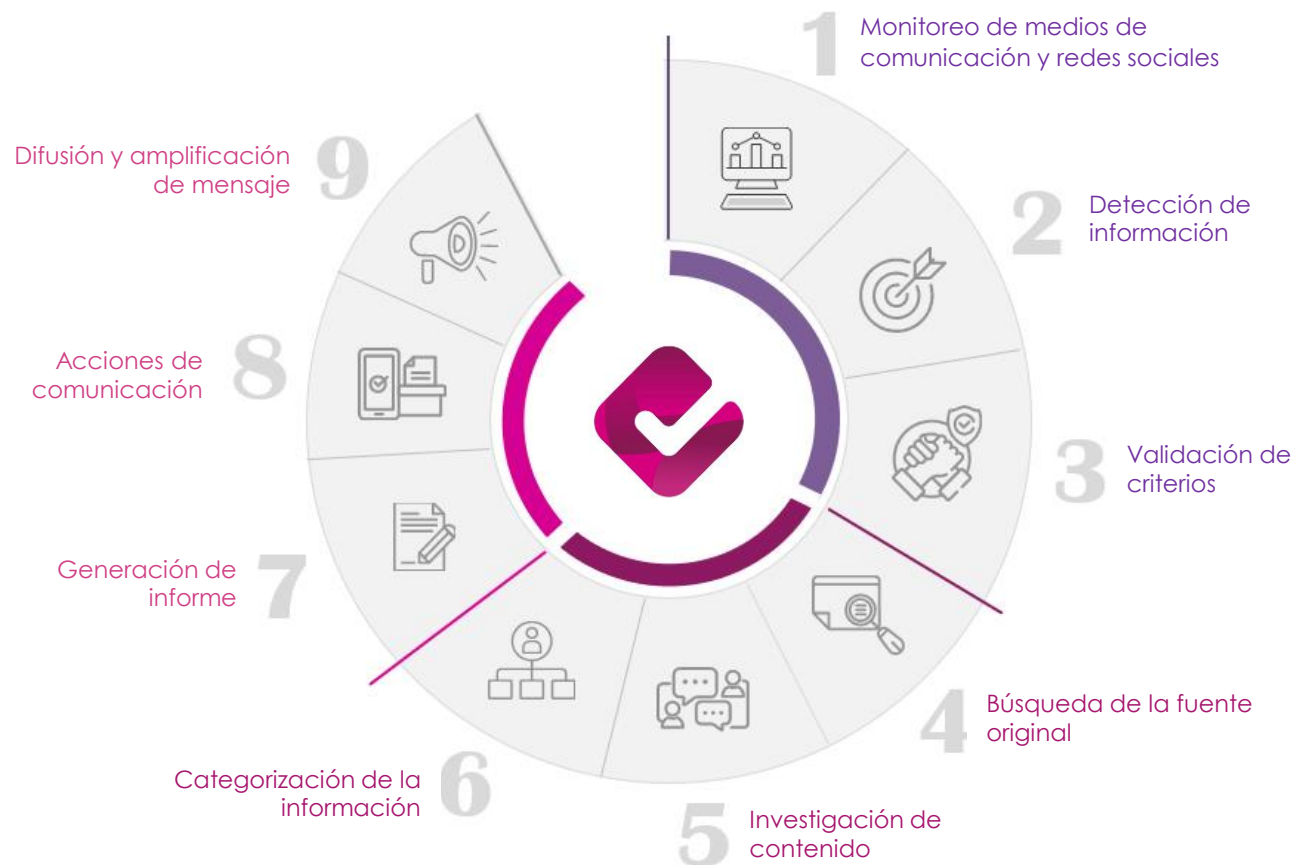 1
Monitoreo de medios de
comunicación y redes sociales
2
Detección de
información
3
Validación de
criterios
4
Búsqueda de la fuente
original
5
Investigación de
contenido
6
Categorización de la
información
7
Generación de
informe
8
Acciones de
comunicación
9
Difusión y amplificación
de mensaje